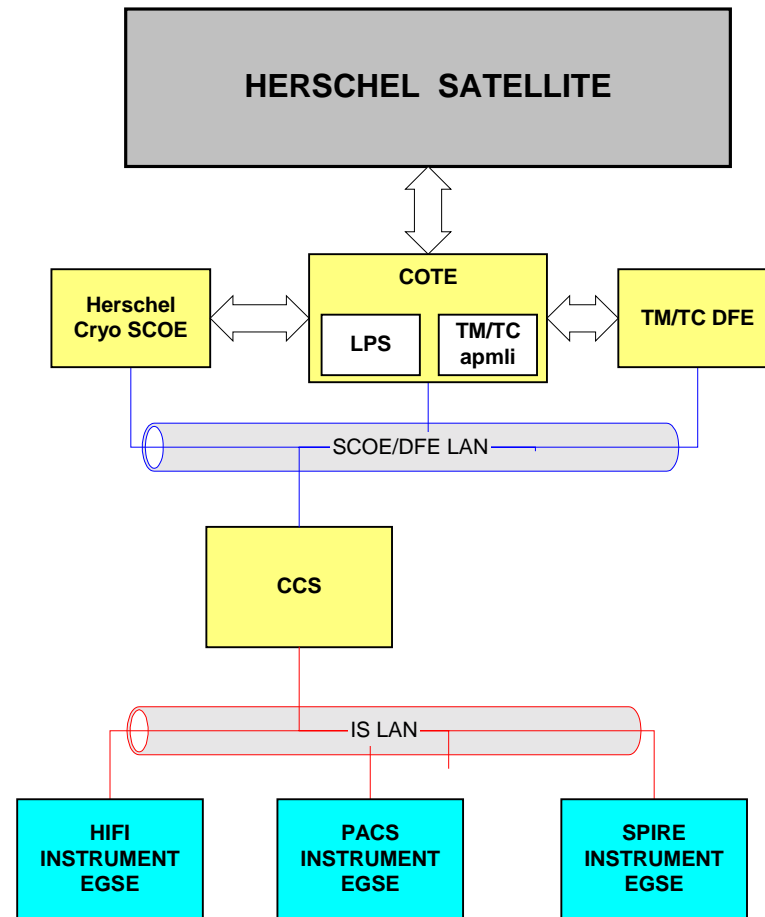 HERSCHEL SATELLITE
COTE
Herschel
Cryo SCOE
LPS
TM/TC
apmli
TM/TC DFE
SCOE/DFE LAN
CCS
IS LAN
HIFI
INSTRUMENT
EGSE
PACS
INSTRUMENT
EGSE
SPIRE
INSTRUMENT
EGSE